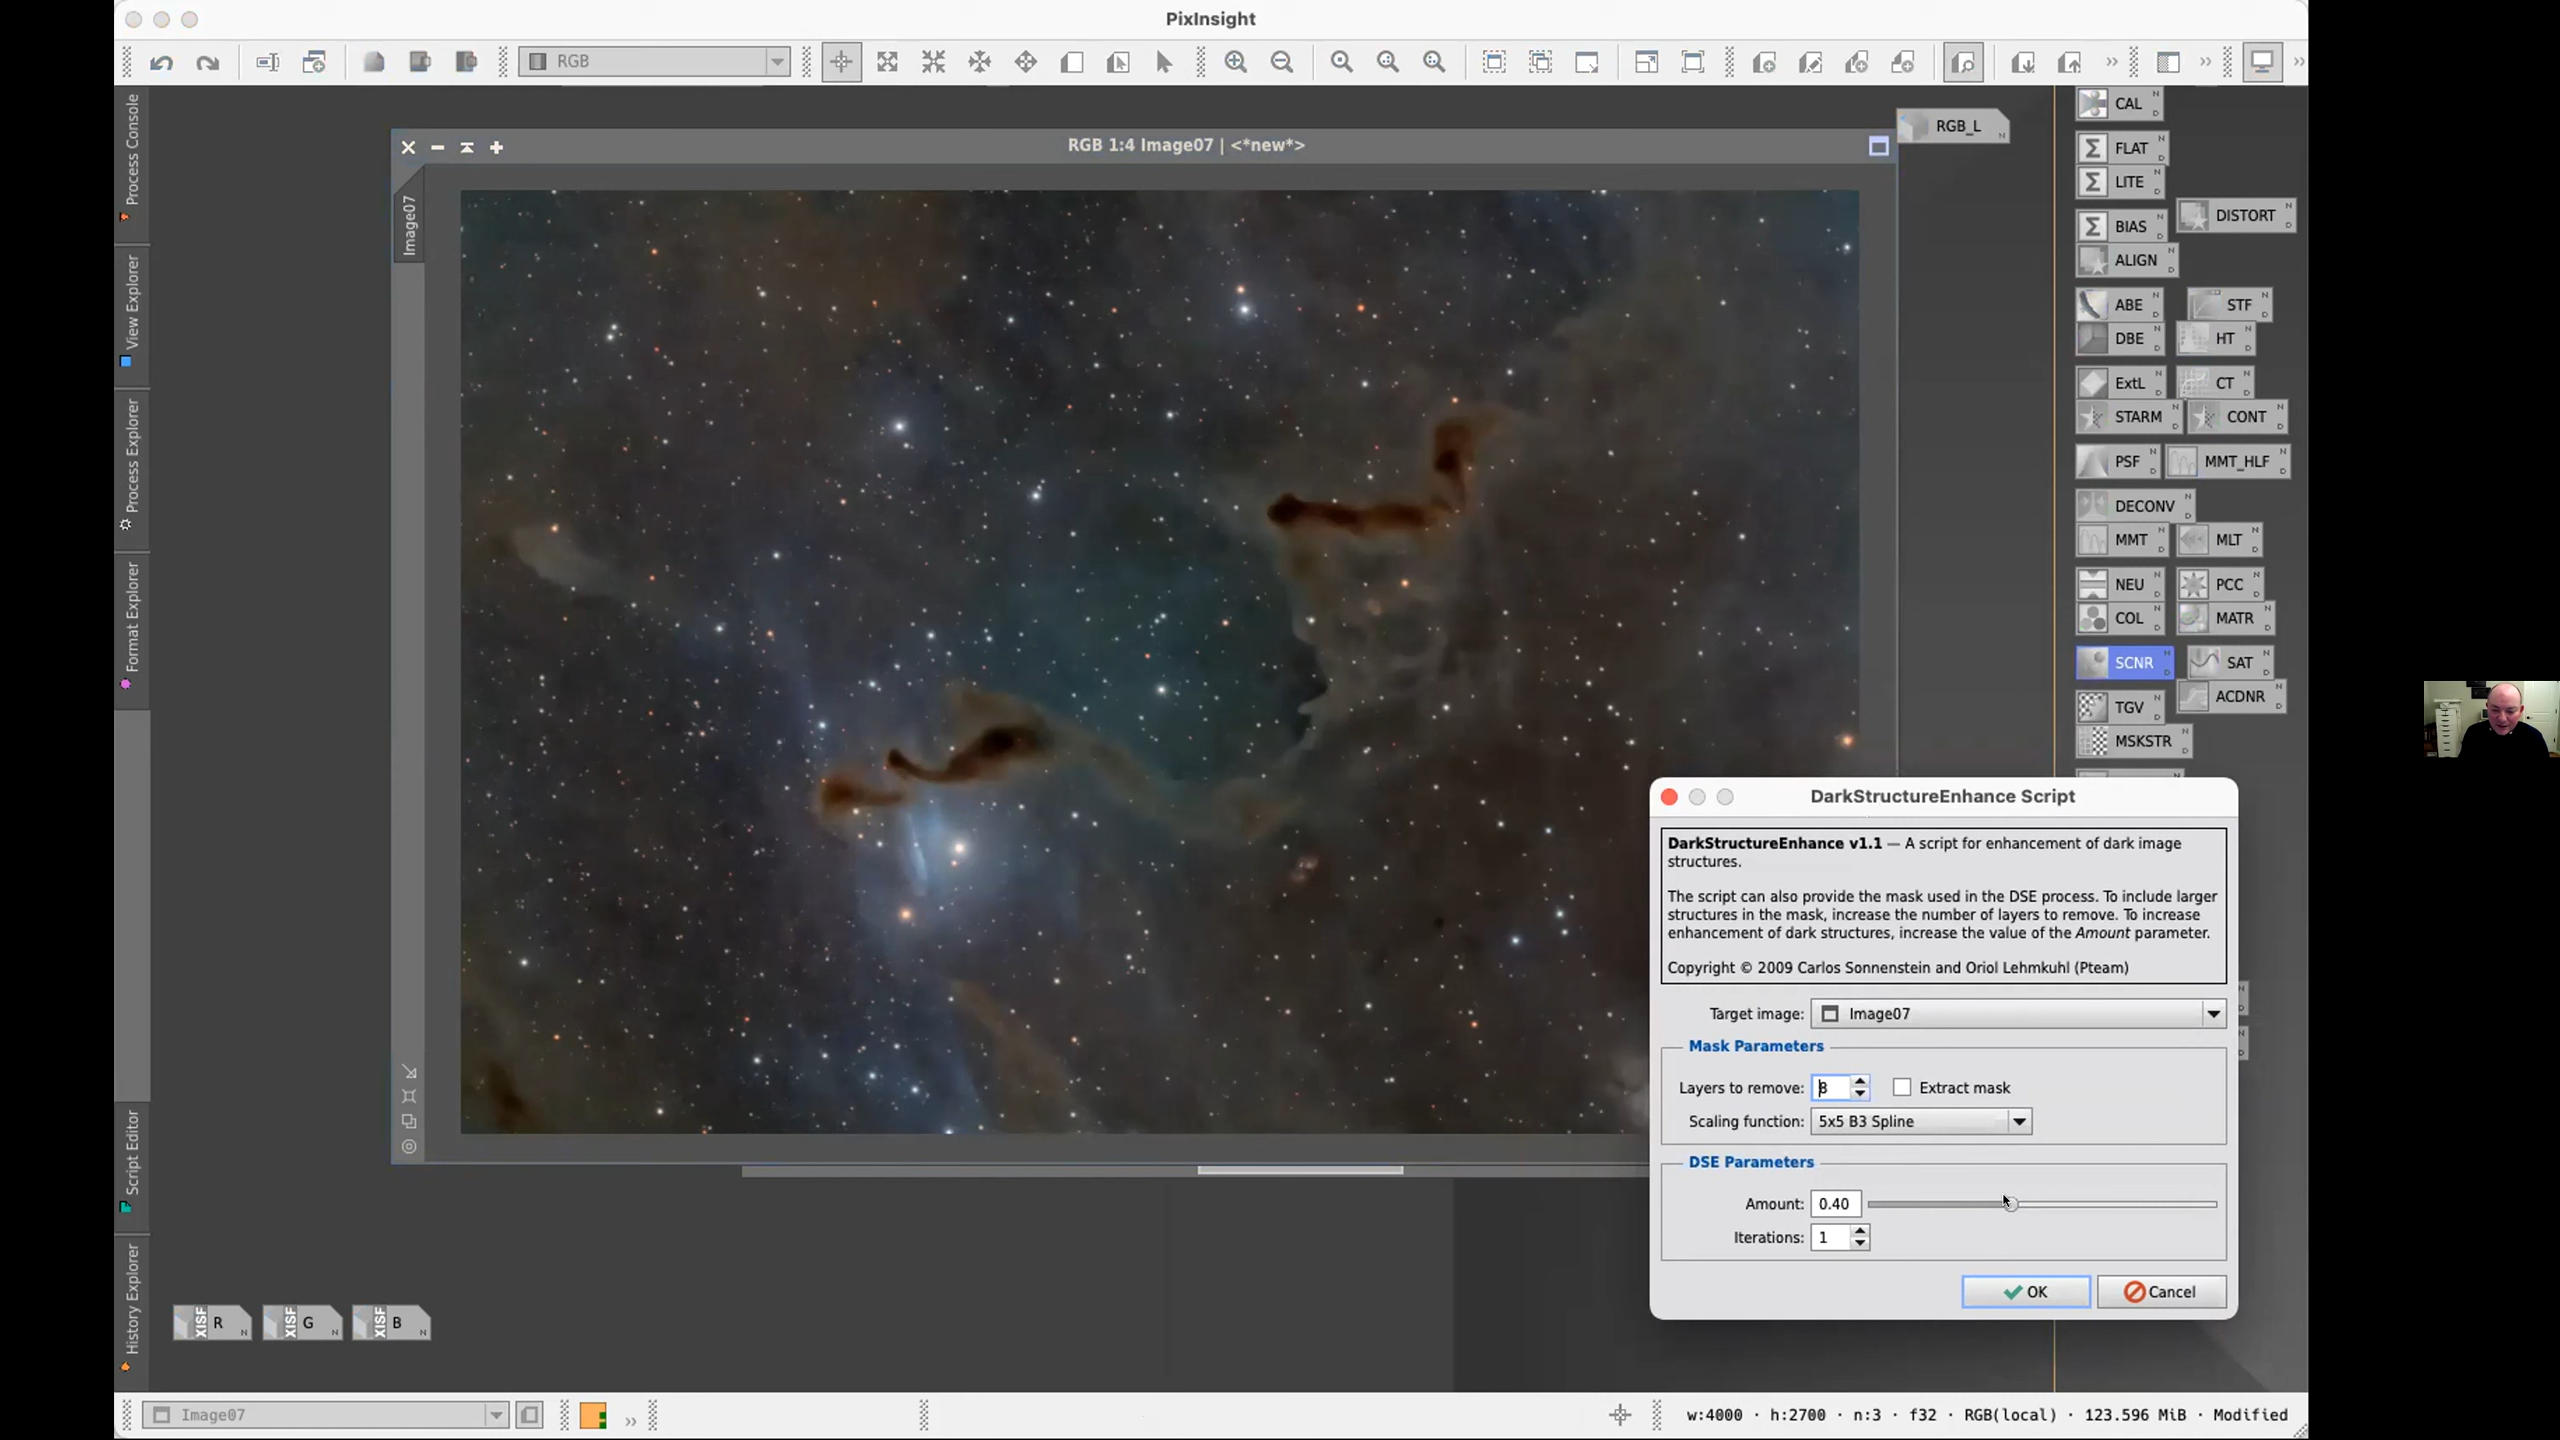 PixInsight
RGB
Process Console
View Explorer
Process Explorer
Format Explorer
Script Editor
History Explorer
RGB 1:4 Image07 | <*new*>
Image07
RGB_L
CAL
FLAT
LITE
DISTORT
BIAS
ALIGN
ABE STF
DBE HT
ExtL CT
STARM CONT
PSF MMT_HLF
DECONV
MMT MLT
NEU PCC
COL MATR
SCNR SAT
ACDNR
TGV
MSKSTR
DarkStructureEnhance Script
DarkStructureEnhance v1.1 — A script for enhancement of dark image
structures.
The script can also provide the mask used in the DSE process. To include larger
structures in the mask, increase the number of layers to remove. To increase
enhancement of dark structures, increase the value of the Amount parameter.
Copyright © 2009 Carlos Sonnenstein and Oriol Lehmkuhl (Pteam)
Target image: Image07
Mask Parameters
Layers to remove: 8 Extract mask
Scaling function: 5x5 B3 Spline
DSE Parameters
Amount: 0.40
Iterations: 1
OK Cancel
XISF R XISF G XISF B
Image07
w:4000 · h:2700 · n:3 · f32 · RGB(local) · 123.596 MiB · Modified